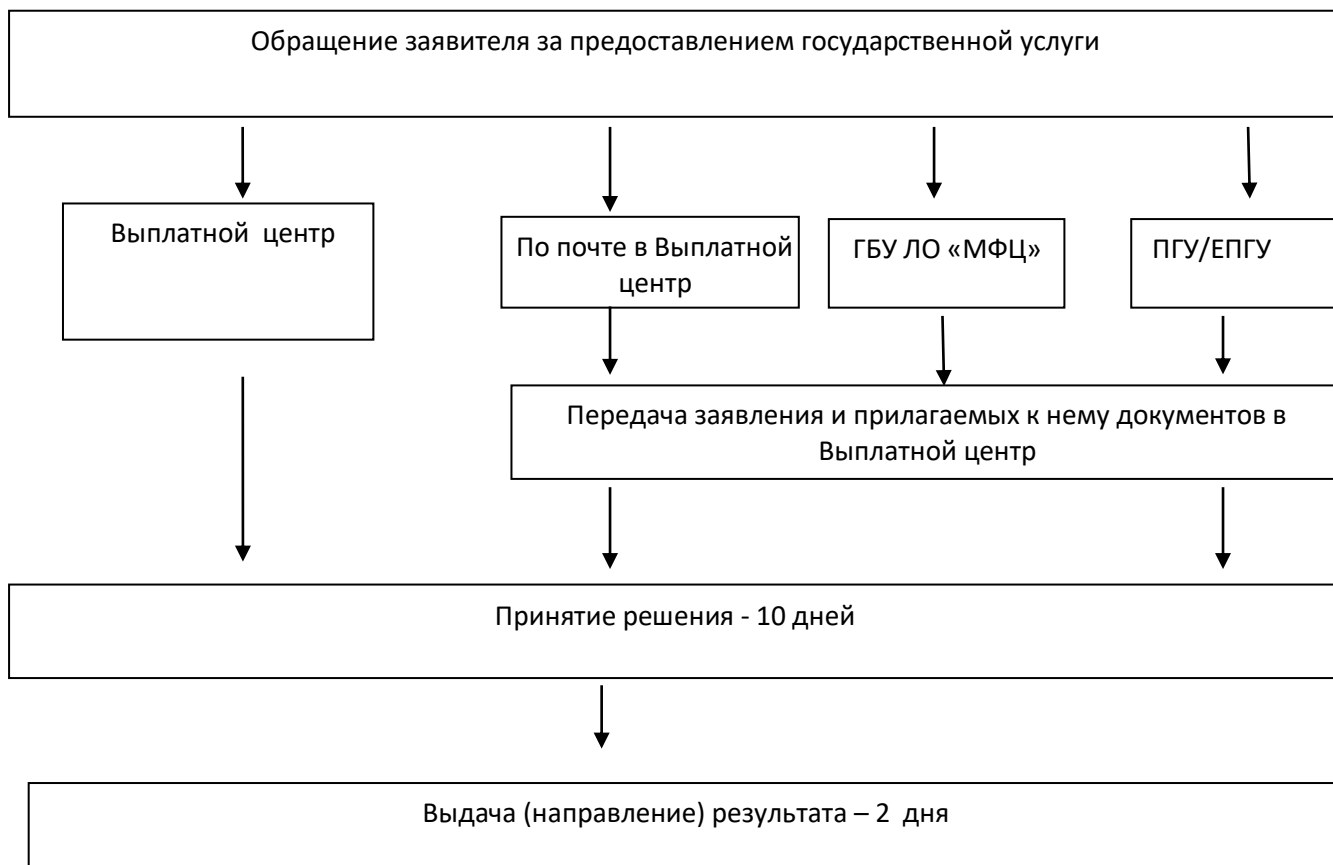 Обращение заявителя за предоставлением государственной услуги
Выплатной центр
По почте в Выплатной
центр
ГБУ ЛО «МФЦ»
ПГУ/ЕПГУ
Передача заявления и прилагаемых к нему документов в
Выплатной центр
Принятие решения - 10 дней
Выдача (направление) результата – 2 дня